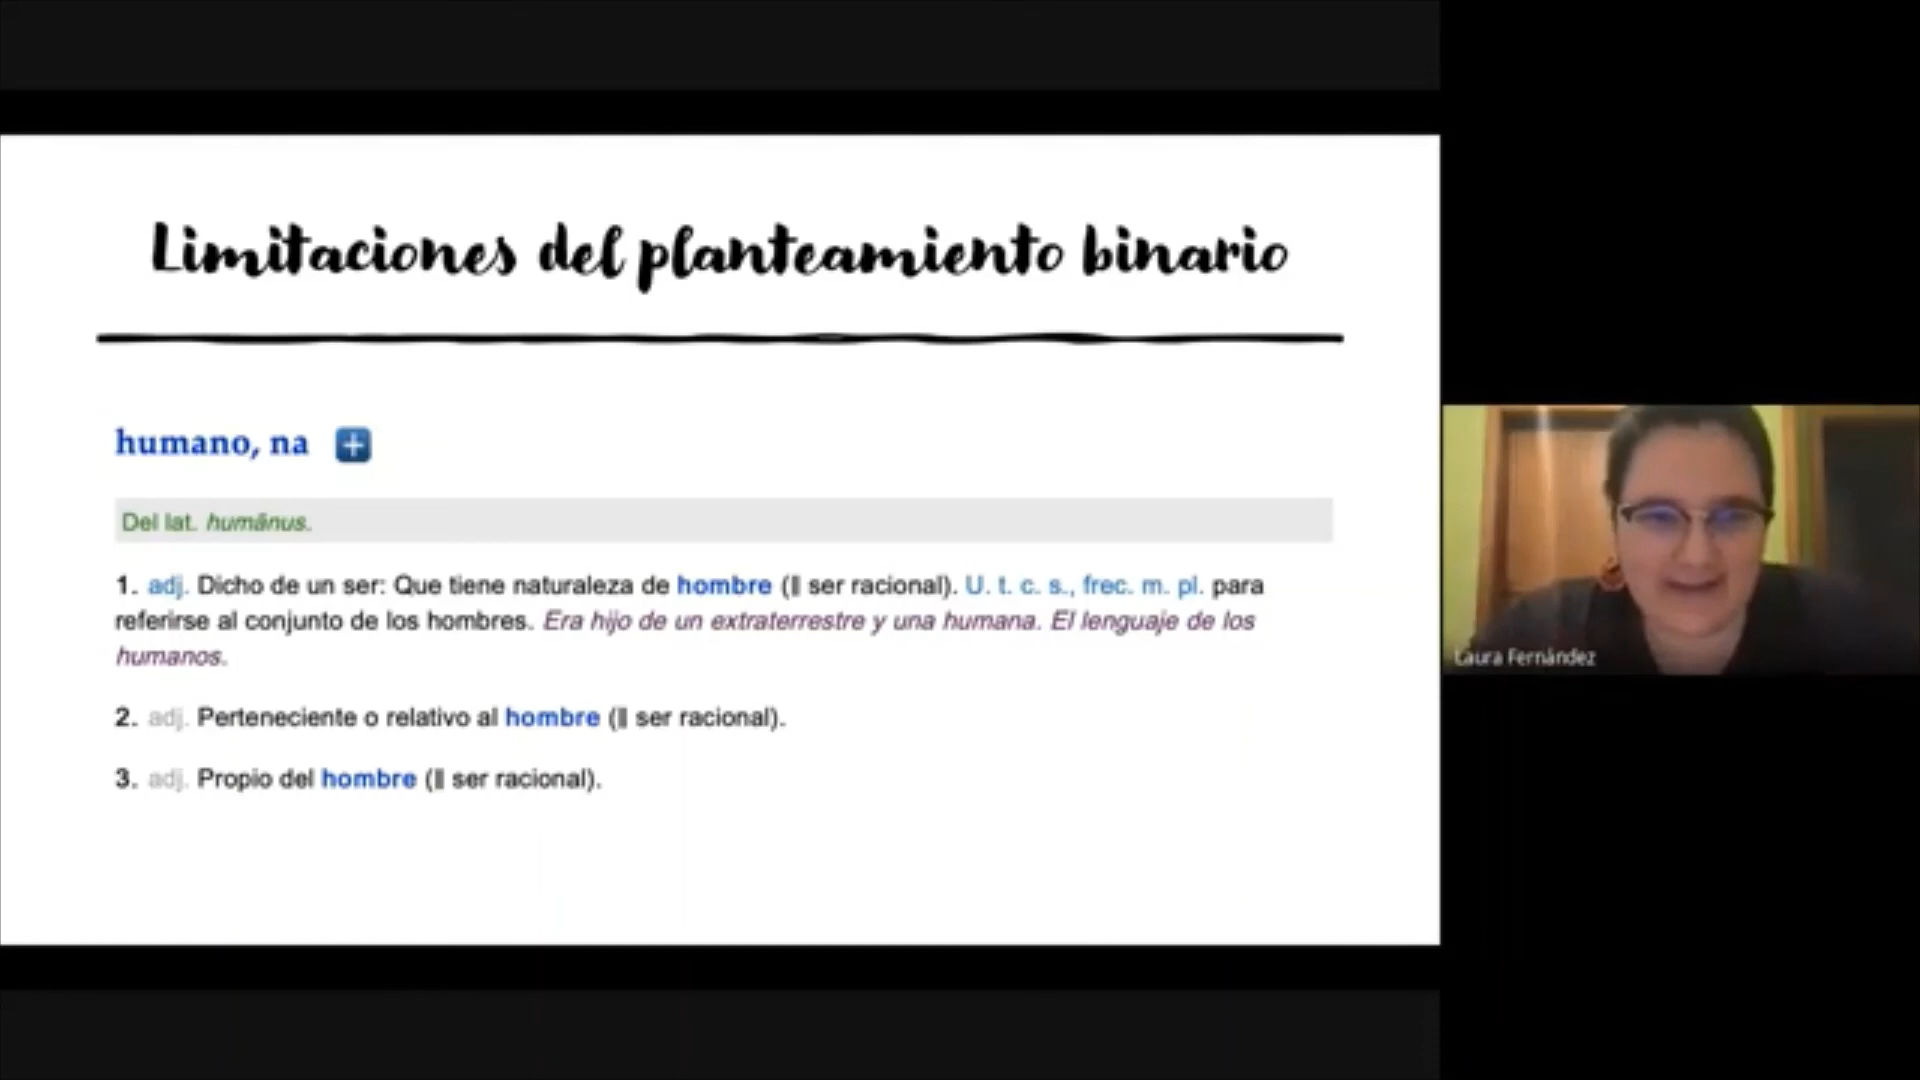 Limitaciones del planteamiento binario
humano, na
Del lat. humānus.
1. adj. Dicho de un ser: Que tiene naturaleza de hombre (‖ ser racional). U. t. c. s., frec. m. pl. para
referirse al conjunto de los hombres. Era hijo de un extraterrestre y una humana. El lenguaje de los
humanos.
2. adj. Perteneciente o relativo al hombre (‖ ser racional).
3. adj. Propio del hombre (‖ ser racional).
Laura Fernández